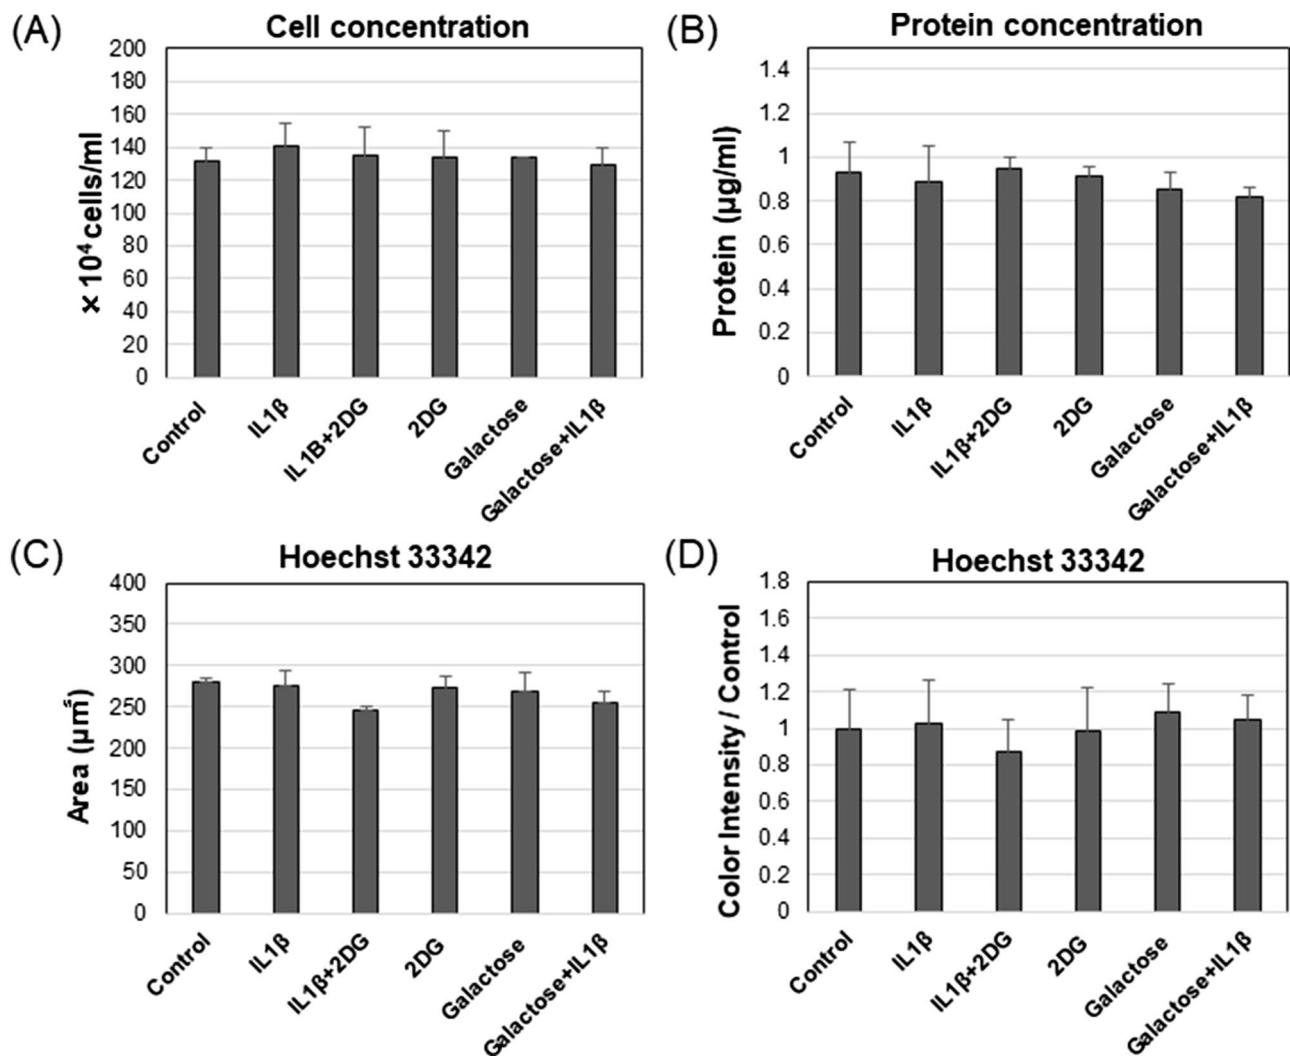 (A)
Cell concentration
200
180
160
140
120
100
80
60
40
20
0
× 10⁴ cells/ml
Control
IL1β
IL1B+2DG
2DG
Galactose
Galactose+IL1β
(B)
Protein concentration
1.4
1.2
1
0.8
0.6
0.4
0.2
0
Protein (µg/ml)
Control
IL1β
IL1β+2DG
2DG
Galactose
Galactose+IL1β
(C)
Hoechst 33342
400
350
300
250
200
150
100
50
0
Area
Control
IL1β
IL1β+2DG
2DG
Galactose
Galactose+IL1β
(D)
Hoechst 33342
1.8
1.6
1.4
1.2
1
0.8
0.6
0.4
0.2
0
Color Intensity / Control
Control
IL1β
IL1β+2DG
2DG
Galactose
Galactose+IL1β